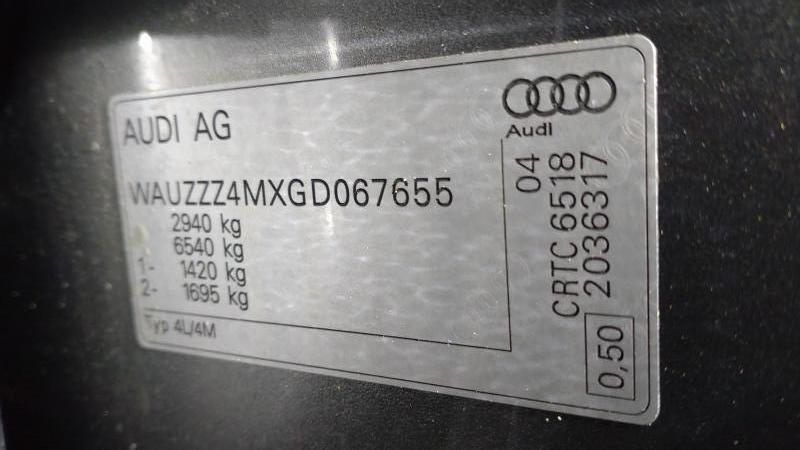 AUDI AG
Audi
WAUZZZ4MXGD067655
2940 kg
6540 kg
1- 1420 kg
2- 1695 kg
Typ 4L/4M
04
CRTC 6518
2036317
0,50